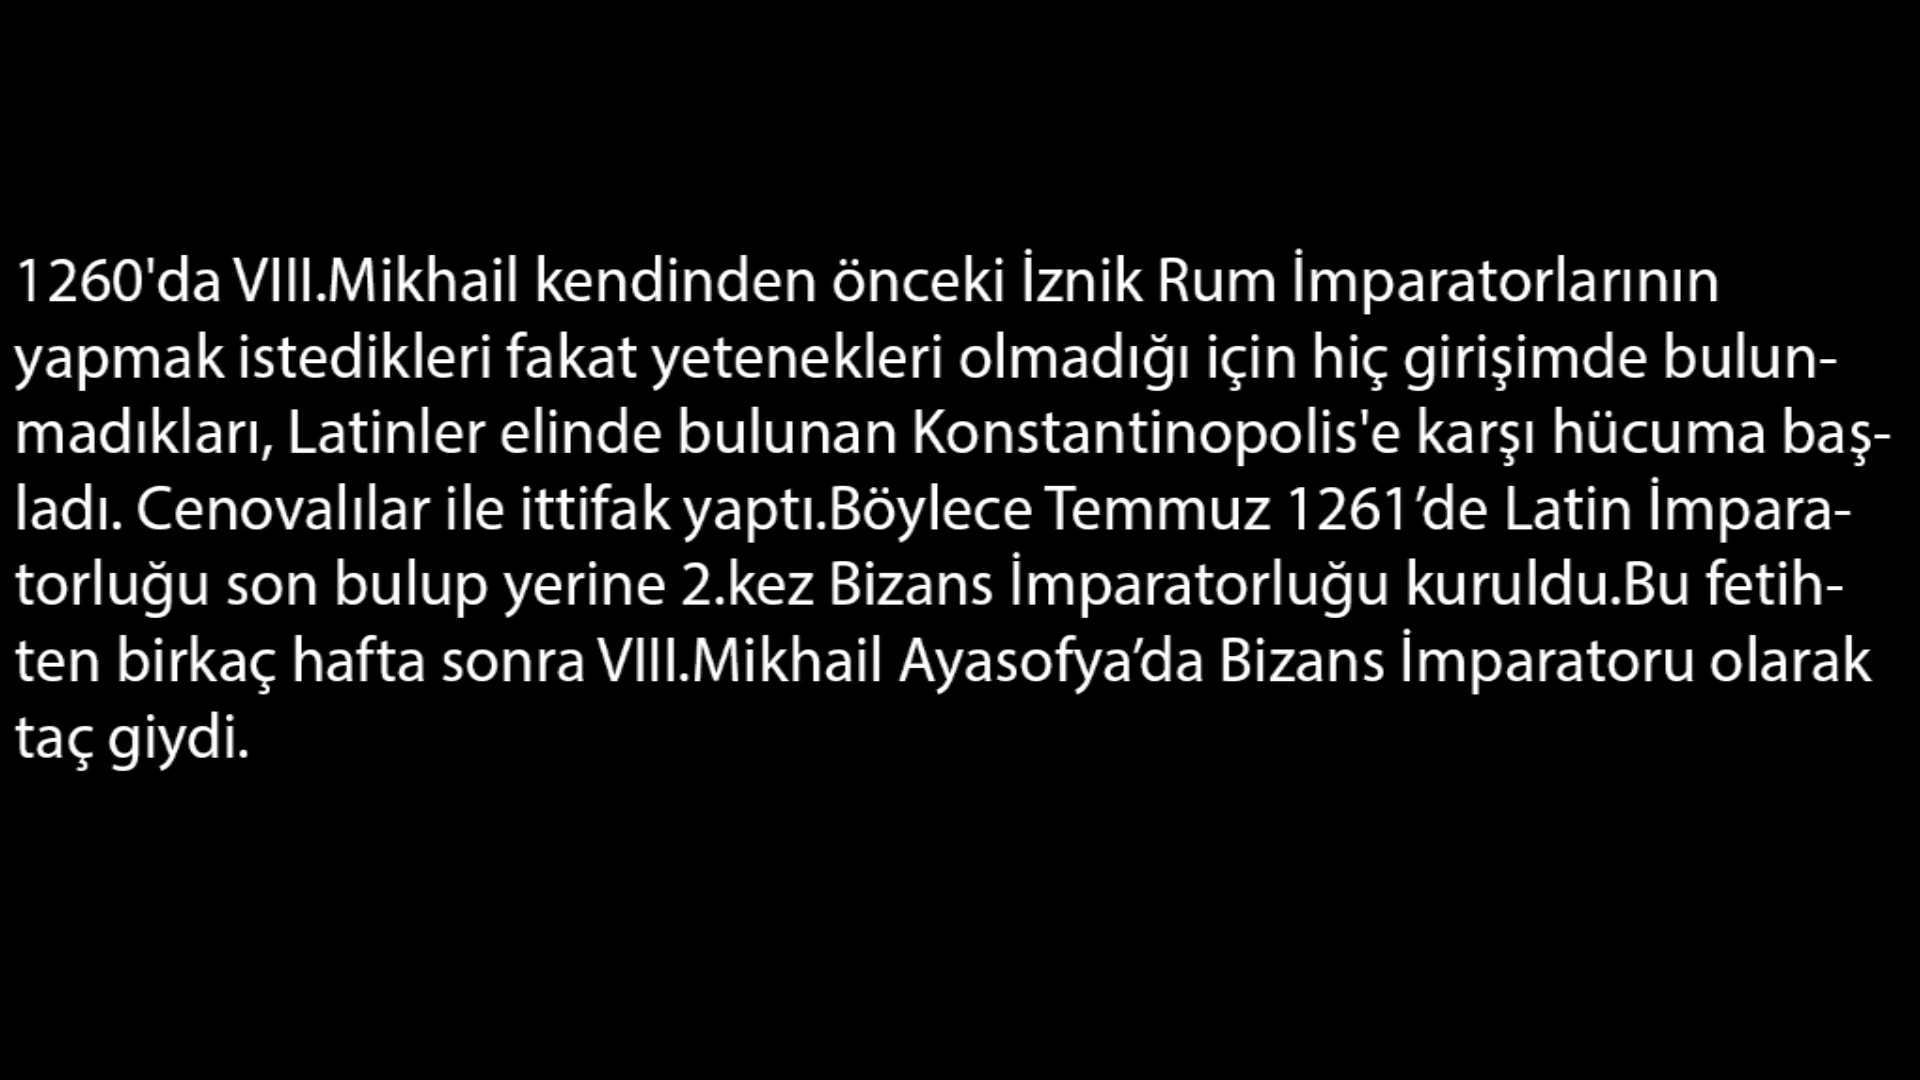 1260'da VIII.Mikhail kendinden önceki İznik Rum İmparatorlarının
yapmak istedikleri fakat yetenekleri olmadığı için hiç girişimde bulun-
madıkları, Latinler elinde bulunan Konstantinopolis'e karşı hücuma baş-
ladı. Cenovalılar ile ittifak yaptı.Böylece Temmuz 1261’de Latin İmpara-
torluğu son bulup yerine 2.kez Bizans İmparatorluğu kuruldu.Bu fetih-
ten birkaç hafta sonra VIII.Mikhail Ayasofya’da Bizans İmparatoru olarak
taç giydi.